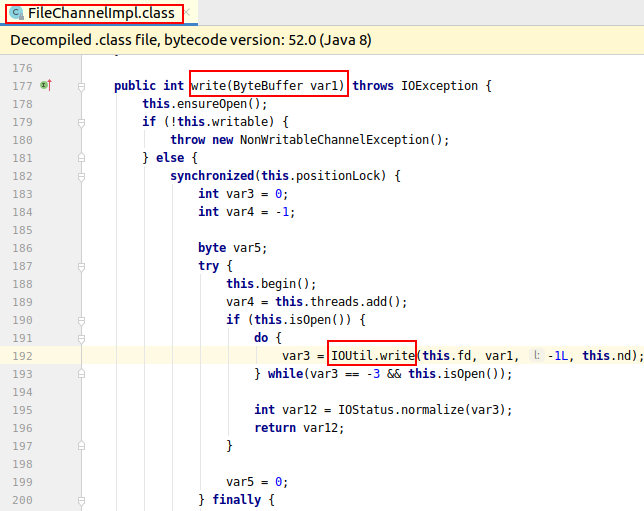 FileChannelImpl.class
Decompiled .class file, bytecode version: 52.0 (Java 8)
176
177 public int write(ByteBuffer var1) throws IOException {
178 this.ensureOpen();
179 if (!this.writable) {
180 throw new NonWritableChannelException();
181 } else {
182 synchronized(this.positionLock) {
183 int var3 = 0;
184 int var4 = -1;
185
186 byte var5;
187 try {
188 this.begin();
189 var4 = this.threads.add();
190 if (this.isOpen()) {
191 do {
192 var3 = IOUtil.write(this.fd, var1, l: -1L, this.nd);
193 } while(var3 == -3 && this.isOpen());
194
195 int var12 = IOStatus.normalize(var3);
196 return var12;
197 }
198
199 var5 = 0;
200 } finally {